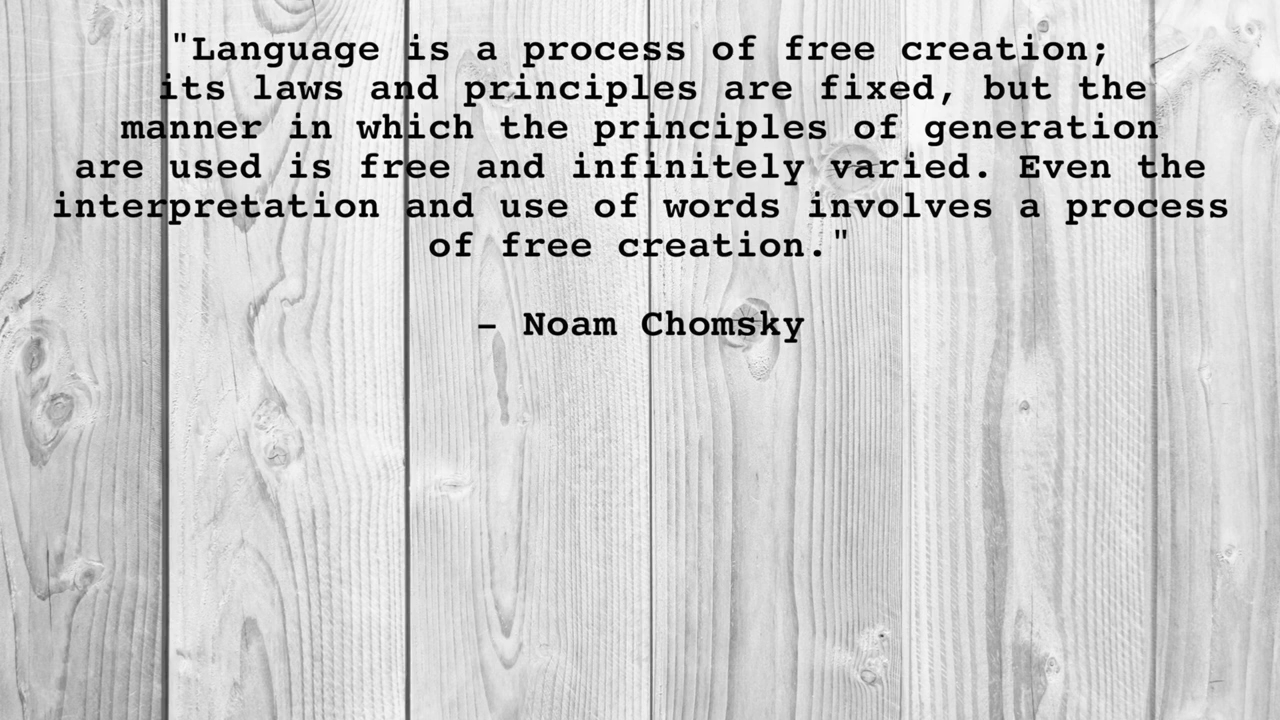 "Language is a process of free creation;
its laws and principles are fixed, but the
manner in which the principles of generation
are used is free and infinitely varied. Even the
interpretation and use of words involves a process
of free creation."
- Noam Chomsky